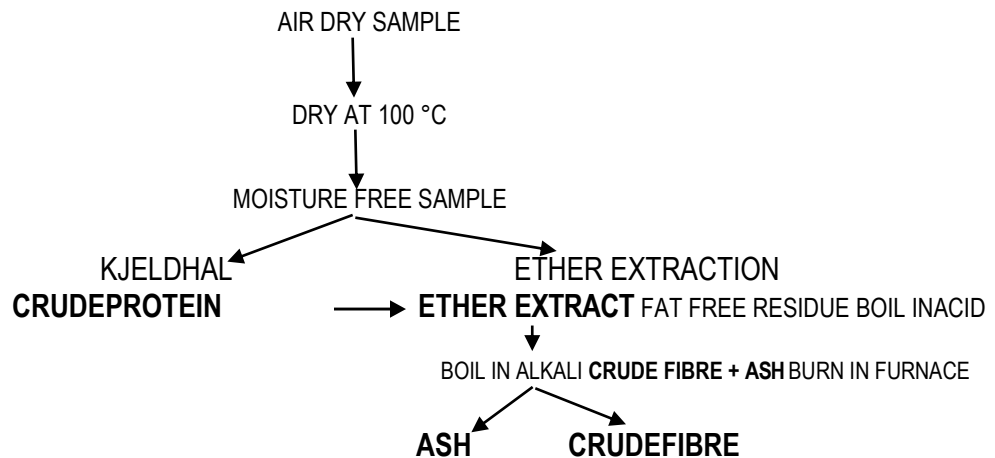 AIR DRY SAMPLE
DRY AT 100 °C
MOISTURE FREE SAMPLE
KJELDHAL ETHER EXTRACTION
CRUDEPROTEIN ETHER EXTRACT FAT FREE RESIDUE BOIL INACID
BOIL IN ALKALI CRUDE FIBRE + ASH BURN IN FURNACE
ASH CRUDEFIBRE